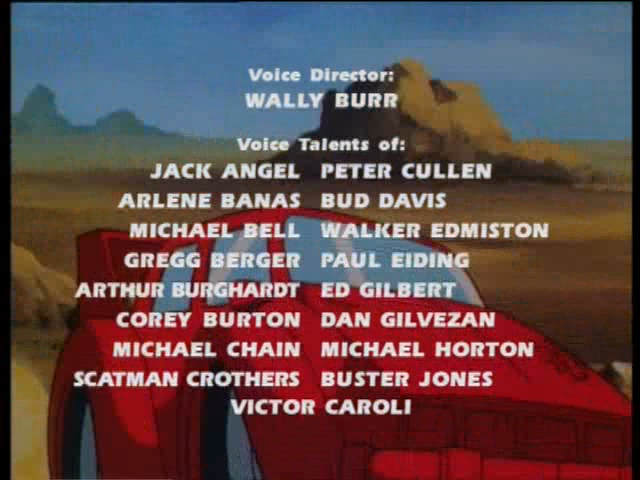 Voice Director:
WALLY BURR
Voice Talents of:
JACK ANGEL PETER CULLEN
ARLENE BANAS BUD DAVIS
MICHAEL BELL WALKER EDMISTON
GREGG BERGER PAUL EIDING
ARTHUR BURGHARDT ED GILBERT
COREY BURTON DAN GILVEZAN
MICHAEL CHAIN MICHAEL HORTON
SCATMAN CROTHERS BUSTER JONES
VICTOR CAROLI